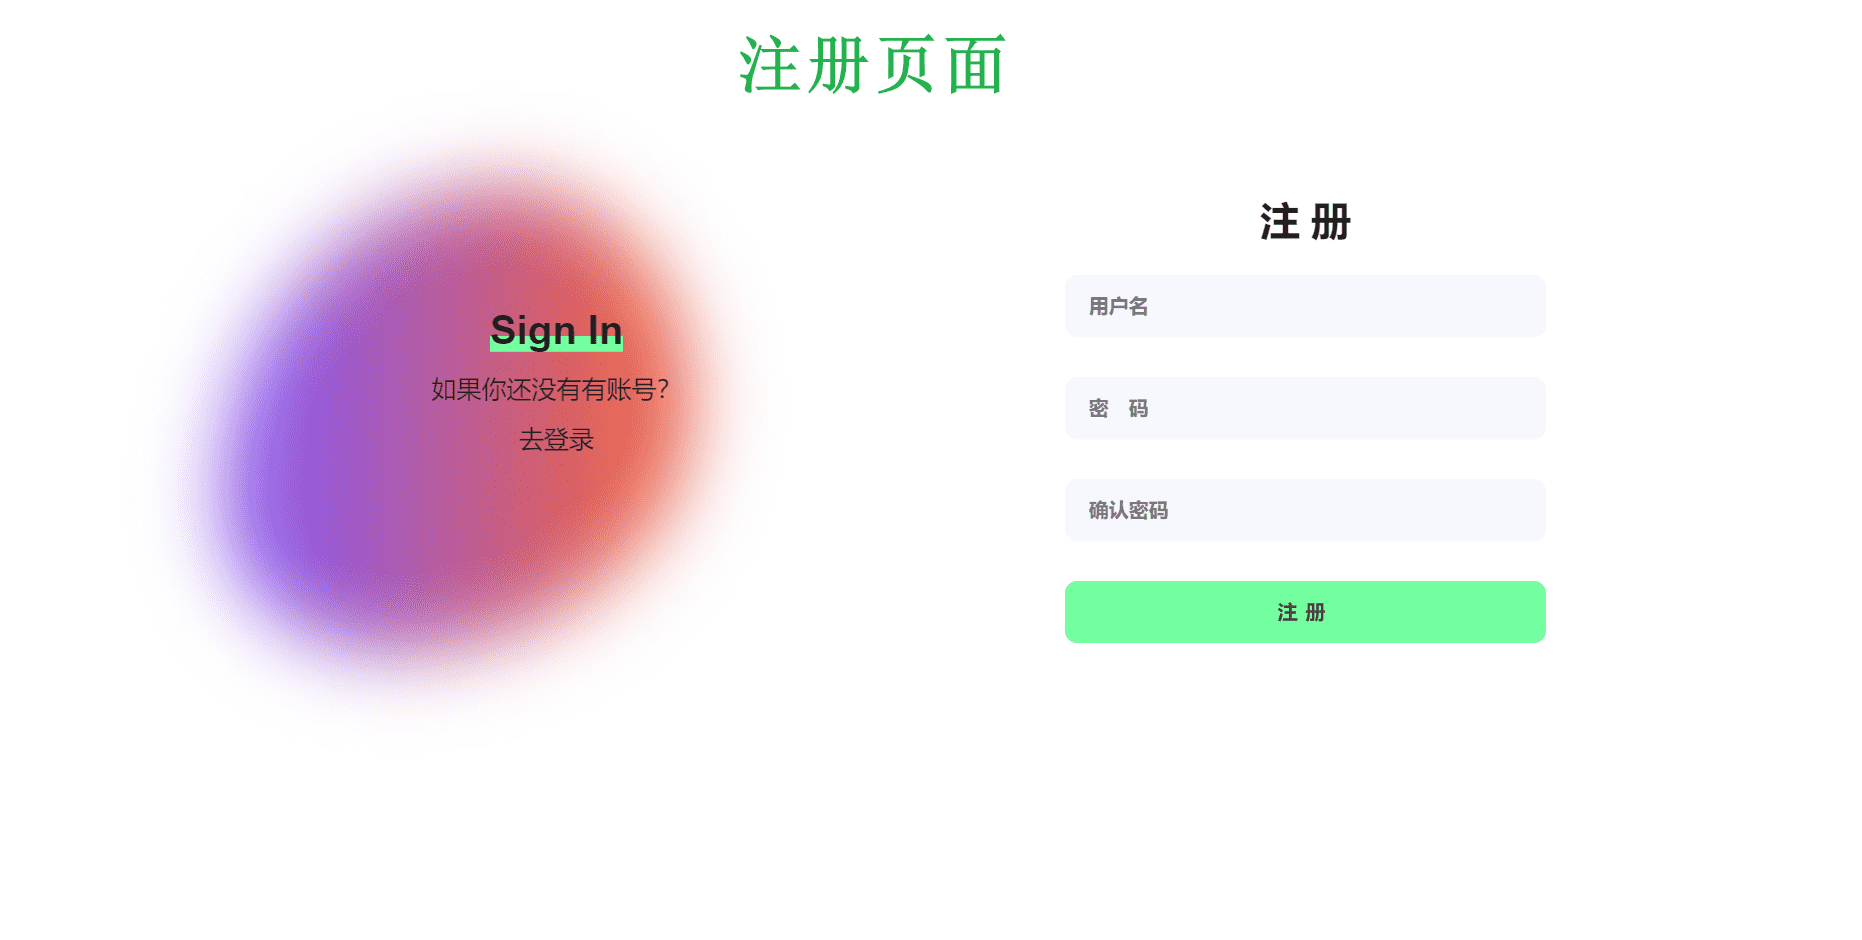 注册页面
Sign In
如果你还没有有账号？
去登录
注 册
用户名
密　码
确认密码
注 册